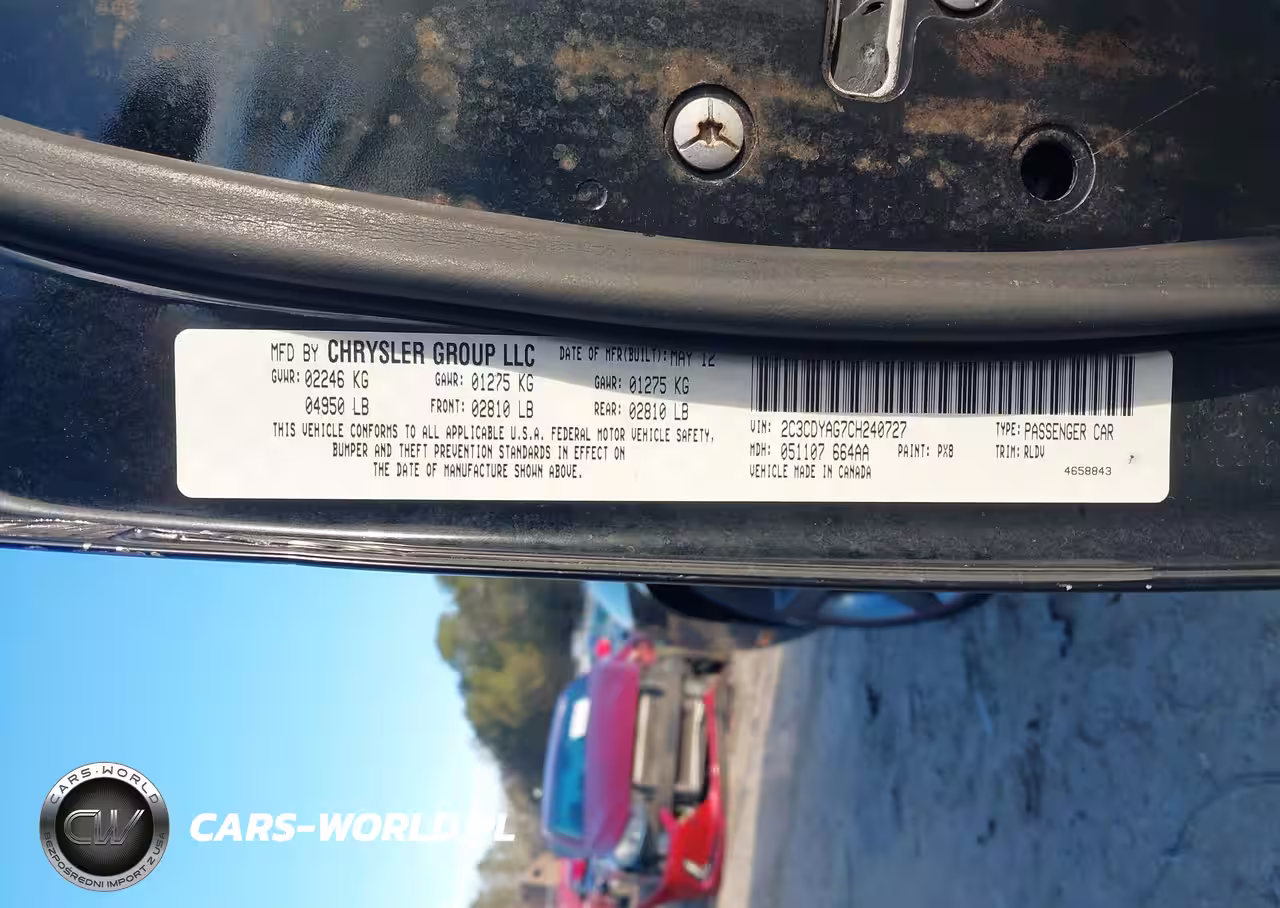 MFD BY CHRYSLER GROUP LLC DATE OF MFR(BUILT): MAY 12
GVWR: 02246 KG GAWR: 01275 KG GAWR: 01275 KG
04950 LB FRONT: 02810 LB REAR: 02810 LB
THIS VEHICLE CONFORMS TO ALL APPLICABLE U.S.A. FEDERAL MOTOR VEHICLE SAFETY,
BUMPER AND THEFT PREVENTION STANDARDS IN EFFECT ON
THE DATE OF MANUFACTURE SHOWN ABOVE.
VIN: 2C3CDYAG7CH240727 TYPE: PASSENGER CAR
MDH: 051107 664AA PAINT: PX8 TRIM: RLDV
VEHICLE MADE IN CANADA 4658843
CARS-WORLD
CW
BEZPOŚREDNI IMPORT Z USA
CARS-WORLD.PL